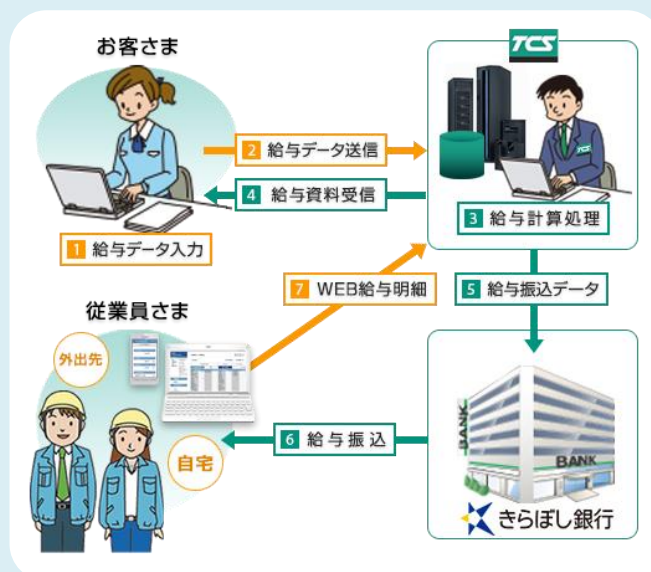 お客さま
TCS
TCS
2 給与データ送信
4 給与資料受信
3 給与計算処理
1 給与データ入力
7 WEB給与明細
5 給与振込データ
従業員さま
外出先
自宅
6 給与振込
BANK
BANK
きらぼし銀行